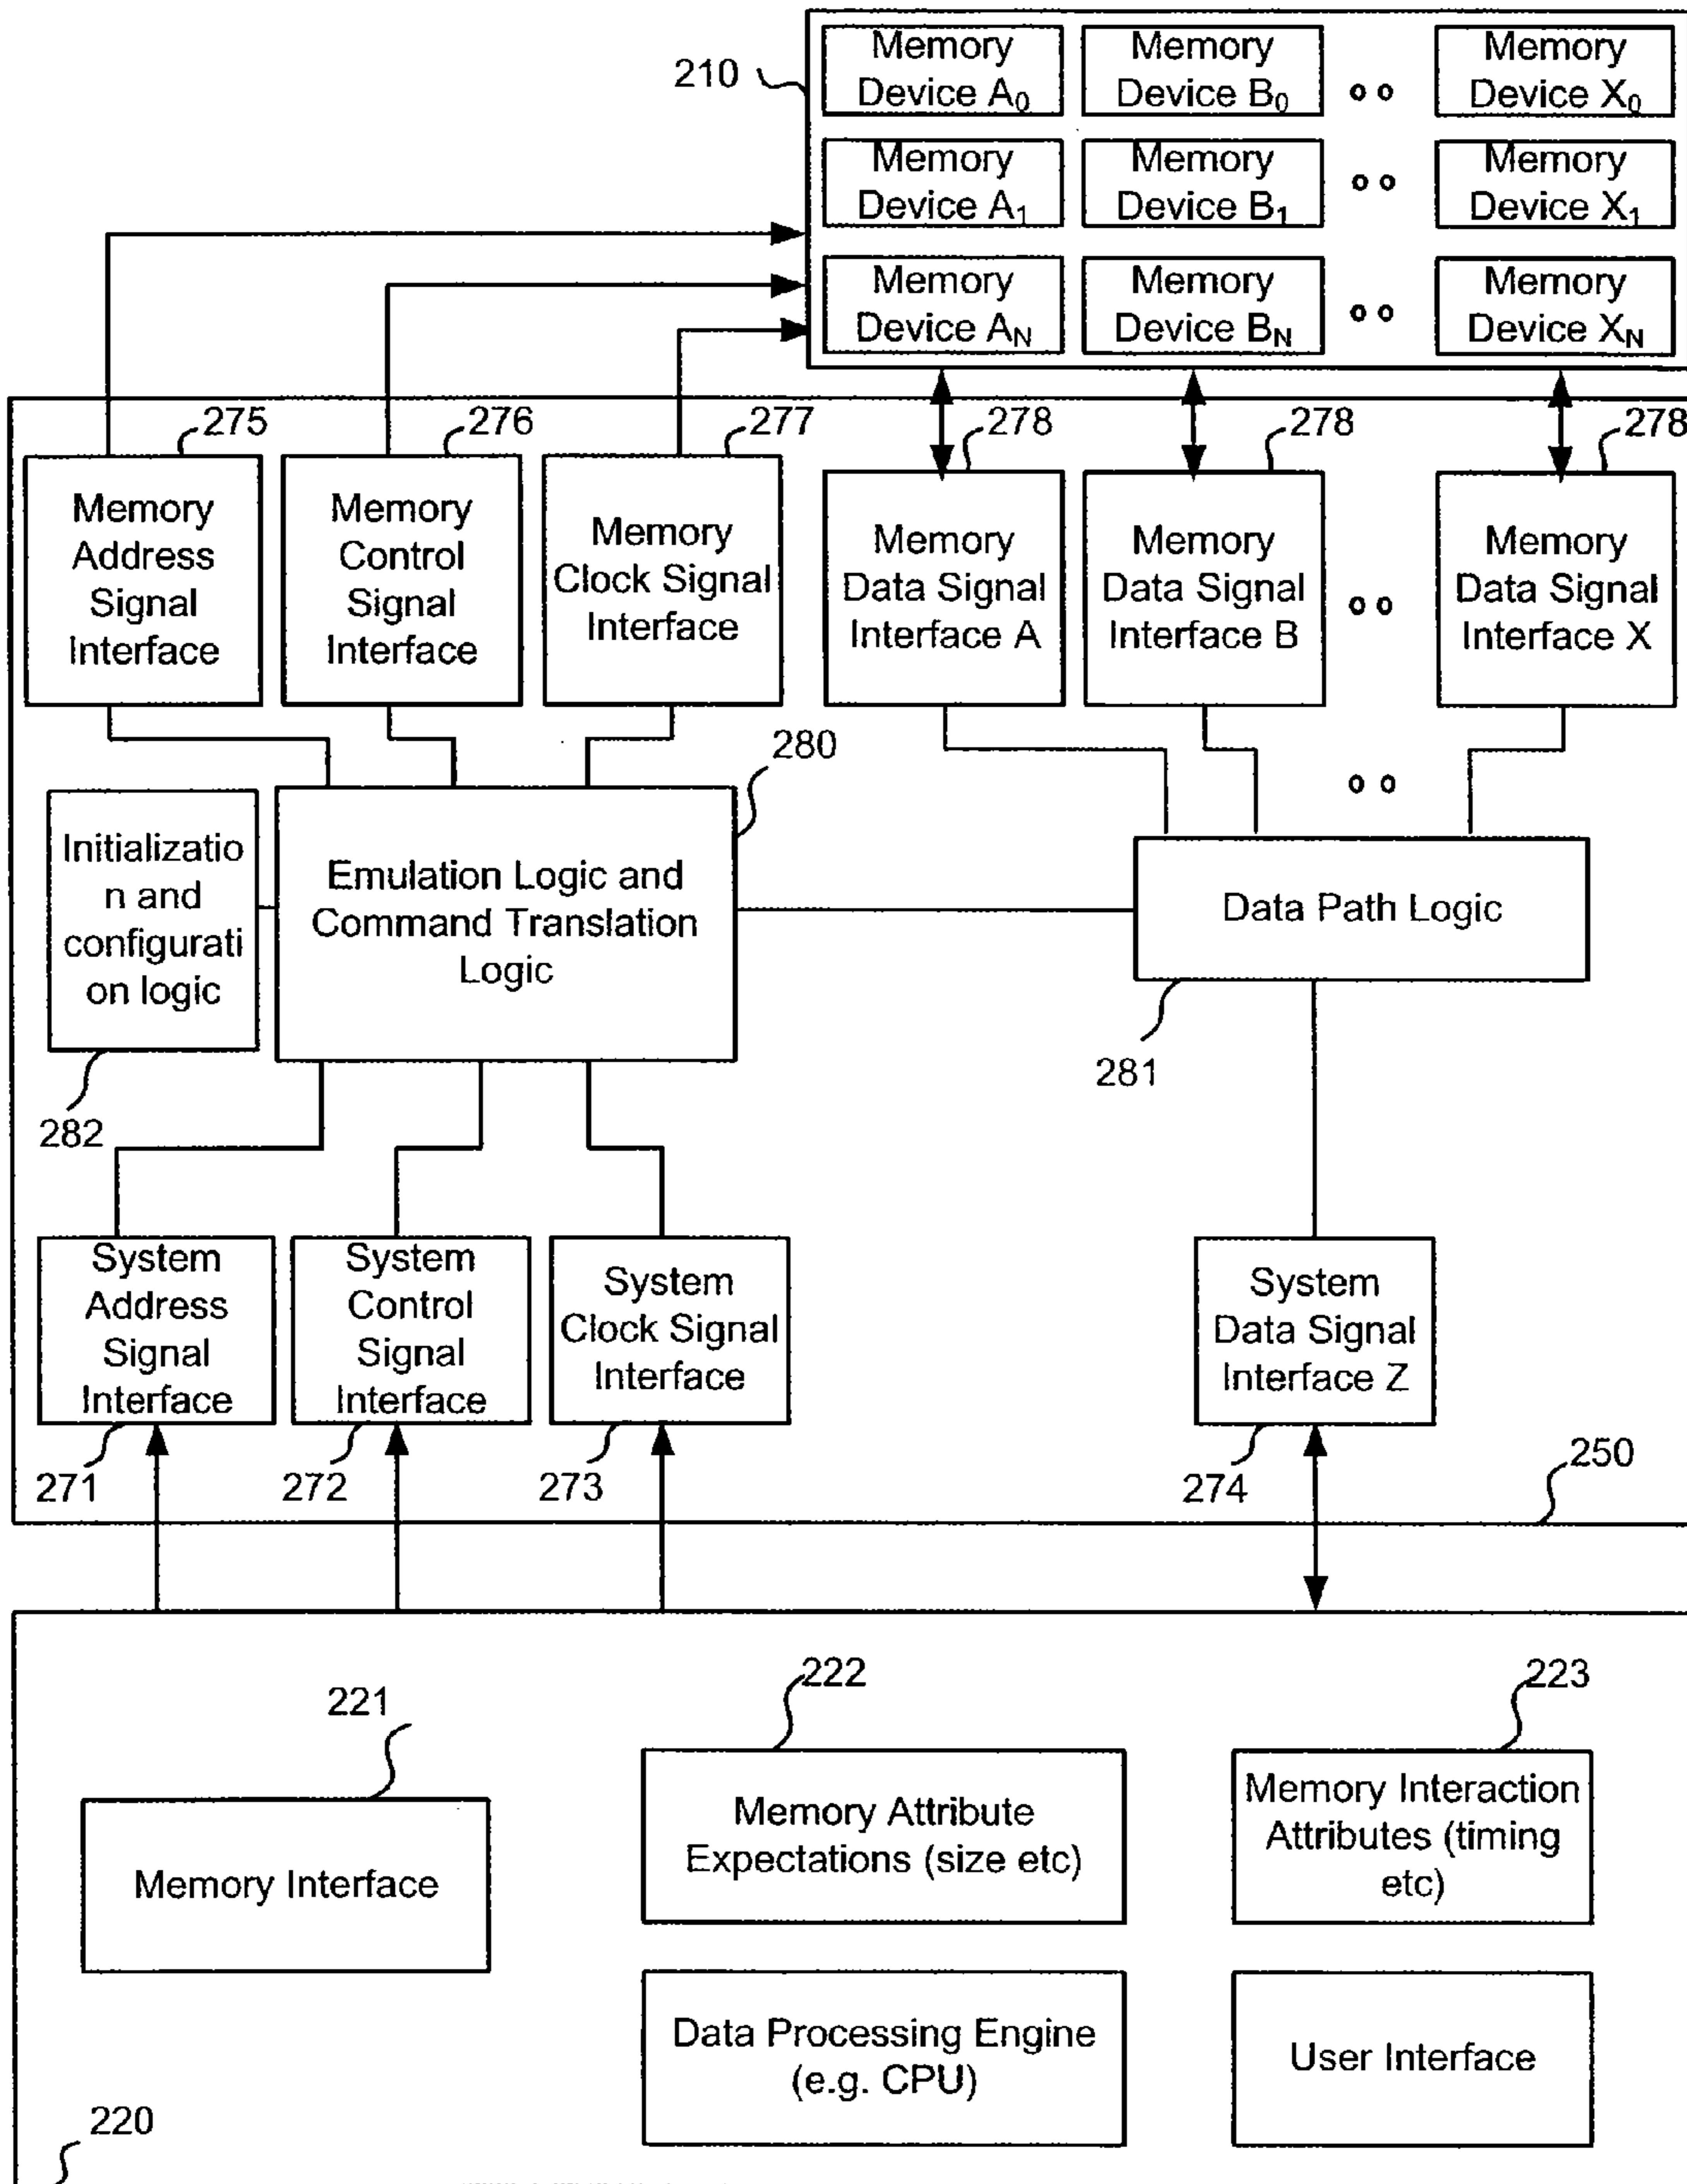 210
Memory
Device A0
Memory
Device B0
Memory
Device X0
Memory
Device A1
Memory
Device B1
Memory
Device X1
Memory
Device AN
Memory
Device BN
Memory
Device XN
275
276
277
278
278
278
Memory
Address
Signal
Interface
Memory
Control
Signal
Interface
Memory
Clock Signal
Interface
Memory
Data Signal
Interface A
Memory
Data Signal
Interface B
Memory
Data Signal
Interface X
280
Initializatio
n and
configurati
on logic
Emulation Logic and
Command Translation
Logic
Data Path Logic
281
282
System
Address
Signal
Interface
System
Control
Signal
Interface
System
Clock Signal
Interface
System
Data Signal
Interface Z
271
272
273
274
250
221
222
223
Memory Interface
Memory Attribute
Expectations (size etc)
Memory Interaction
Attributes (timing
etc)
Data Processing Engine
(e.g. CPU)
User Interface
220